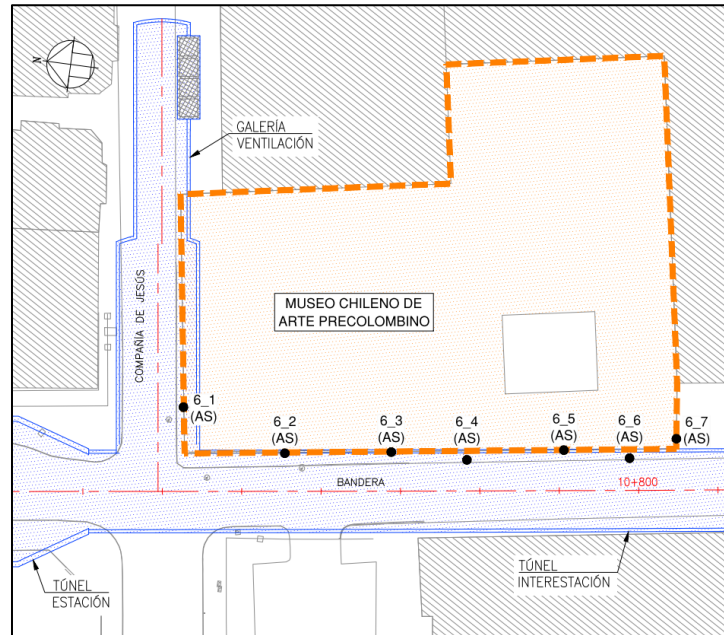 N
GALERÍA
VENTILACIÓN
COMPAÑIA DE JESÚS
MUSEO CHILENO DE
ARTE PRECOLOMBINO
6_1
(AS)
6_2
(AS)
6_3
(AS)
6_4
(AS)
6_5
(AS)
6_6
(AS)
6_7
(AS)
BANDERA
10+800
TÚNEL
ESTACIÓN
TÚNEL
INTERESTACIÓN